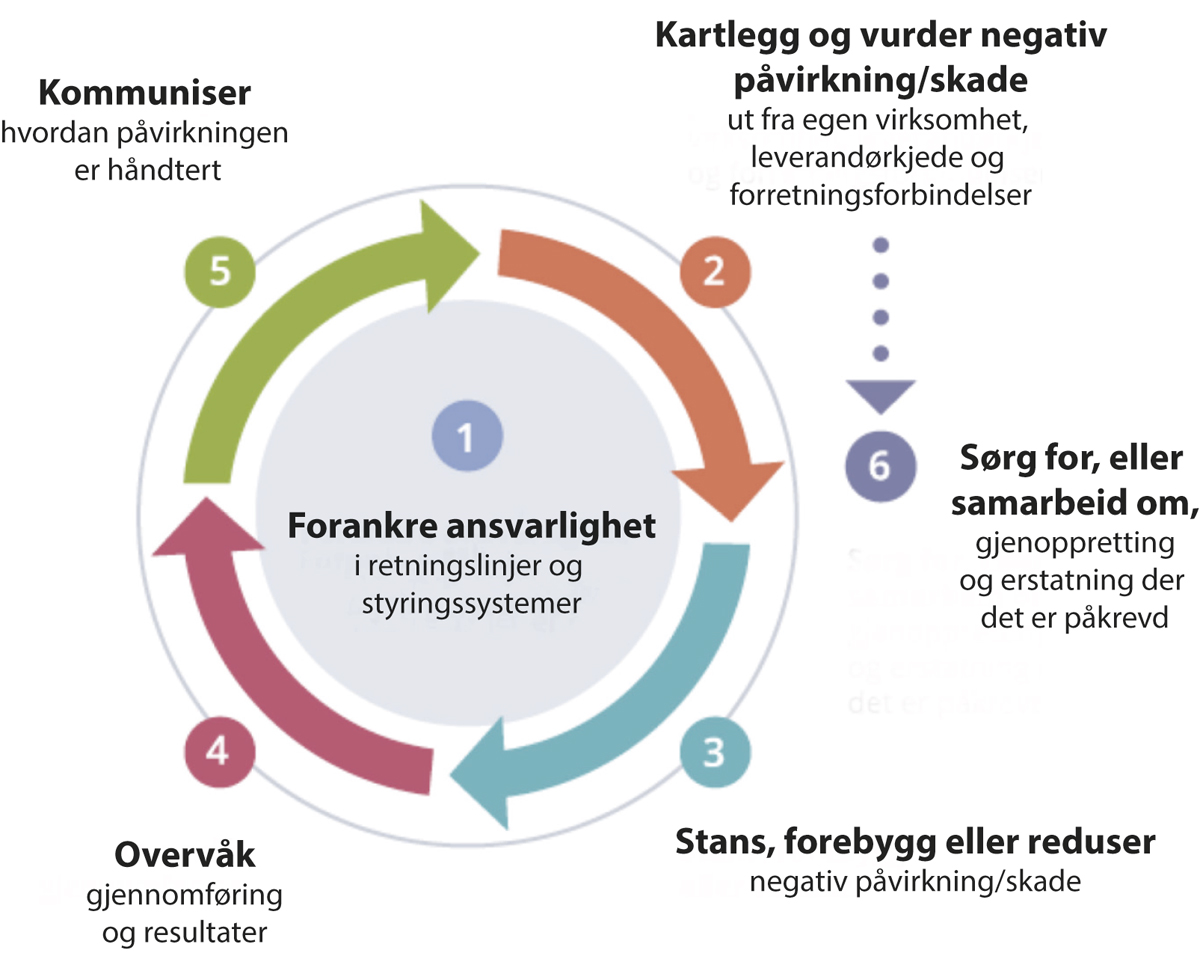 Kartlegg og vurder negativ
påvirkning/skade
ut fra egen virksomhet,
leverandørkjede og
forretningsforbindelser
Kommuniser
hvordan påvirkningen
er håndtert
5
2
1
Forankre ansvarlighet
i retningslinjer og
styringssystemer
6
Sørg for, eller
samarbeid om,
gjenoppretting
og erstatning der
det er påkrevd
4
3
Overvåk
gjennomføring
og resultater
Stans, forebygg eller reduser
negativ påvirkning/skade